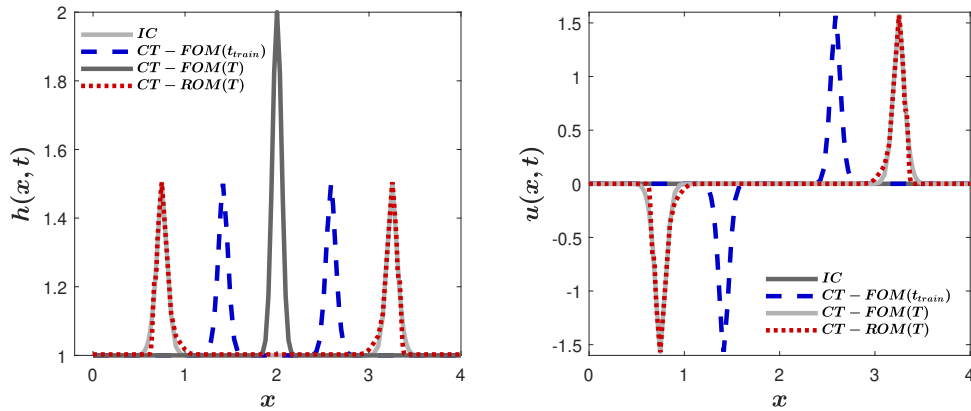 h(x, t)
2
1.8
1.6
1.4
1.2
1
0
1
2
3
4
x
IC
CT − FOM(t_train)
CT − FOM(T)
CT − ROM(T)
u(x, t)
1.5
1
0.5
0
-0.5
-1
-1.5
0
1
2
3
4
x
IC
CT − FOM(t_train)
CT − FOM(T)
CT − ROM(T)